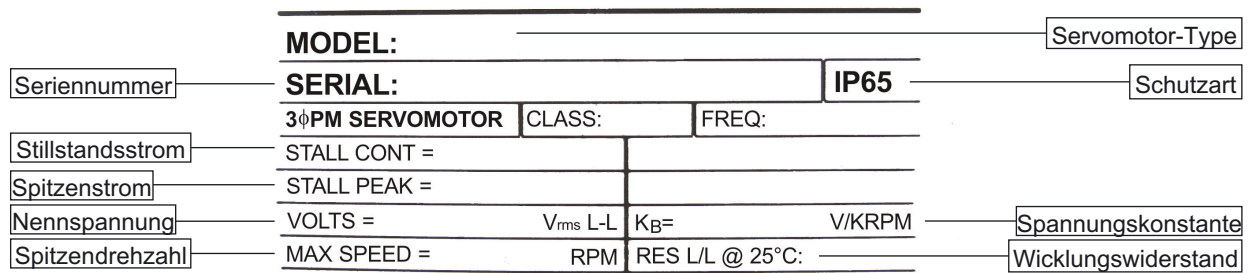 MODEL: Servomotor-Type
Seriennummer SERIAL: IP65 Schutzart
3ϕPM SERVOMOTOR CLASS: FREQ:
Stillstandsstrom STALL CONT =
Spitzenstrom STALL PEAK =
Nennspannung VOLTS = Vrms L-L KB= V/KRPM Spannungskonstante
Spitzendrehzahl MAX SPEED = RPM RES L/L @ 25°C: Wicklungswiderstand